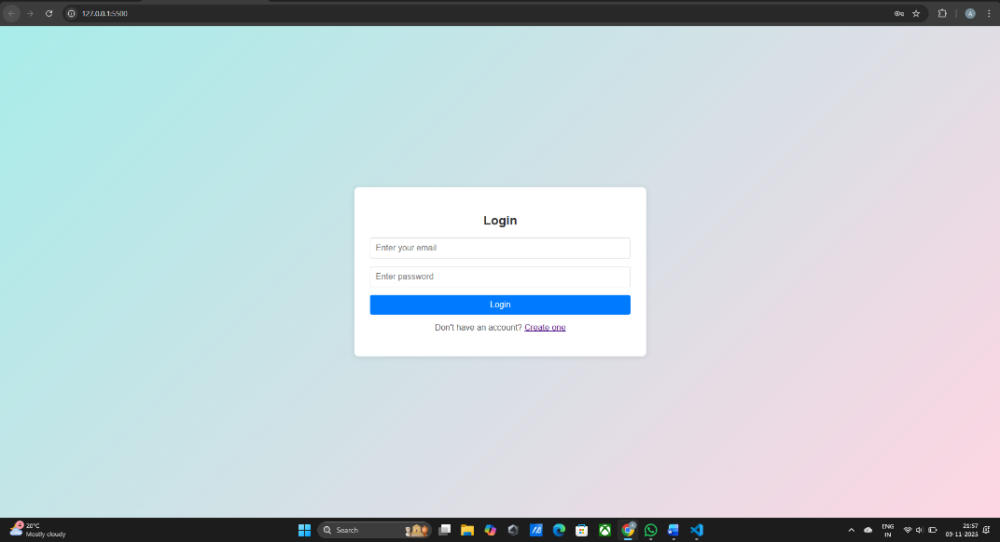 127.0.0.1:5500
A
Login
Enter your email
Enter password
Login
Don't have an account? Create one
20°C
Mostly cloudy
Search
A
ENG
IN
21:57
09-11-2025